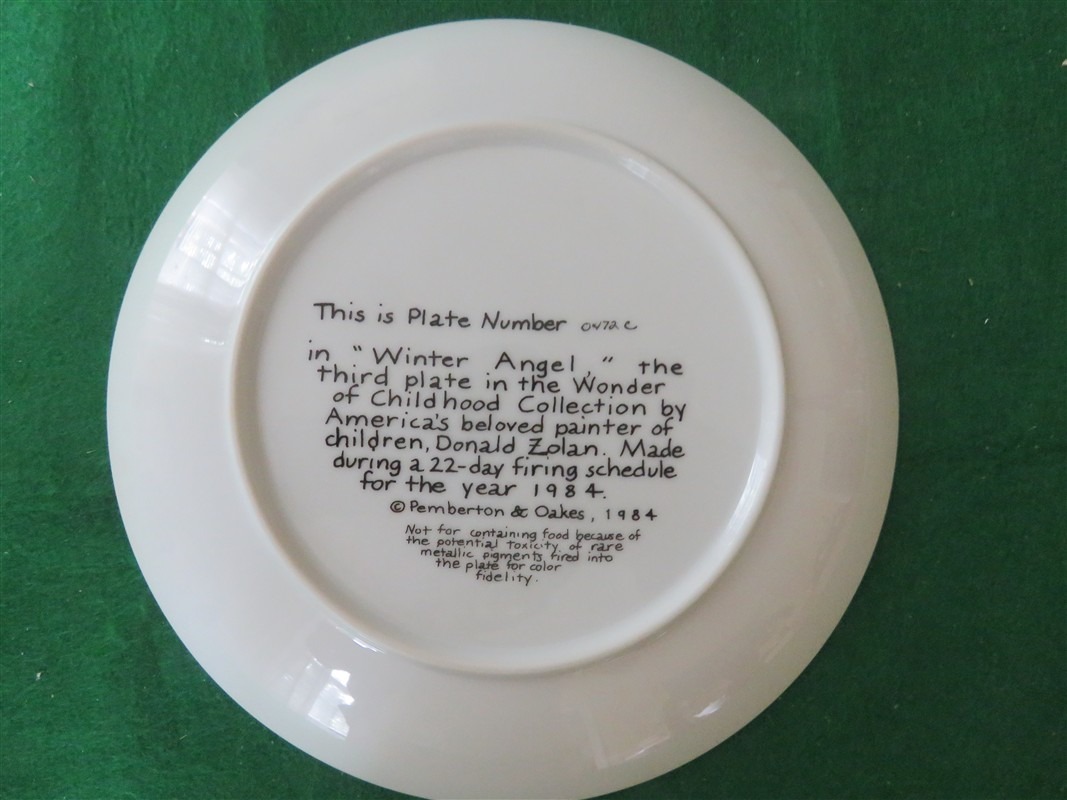 This is Plate Number 0472 C
in "Winter Angel," the
third plate in the Wonder
of Childhood Collection by
America's beloved painter of
children, Donald Zolan. Made
during a 22-day firing schedule
for the year 1984.
© Pemberton & Oakes, 1984
Not for containing food because of
the potential toxicity of rare
metallic pigments fired into
the plate for color
fidelity.